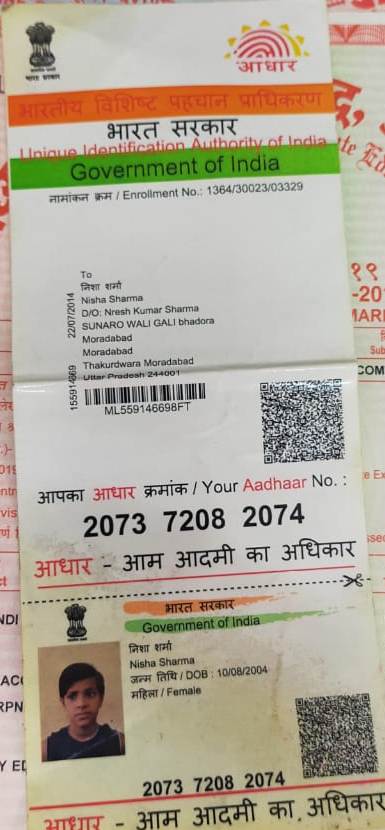 भारत सरकार
आधार
भारतीय विशिष्ट पहचान प्राधिकरण
भारत सरकार
Unique Identification Authority of India
Government of India
नामांकन क्रम / Enrollment No.: 1364/30023/03329
To
निशा शर्मा
Nisha Sharma
D/O: Nresh Kumar Sharma
SUNARO WALI GALI bhadora
Moradabad
Moradabad
Thakurdwara Moradabad
Uttar Pradesh 244001
22/07/2014
ML559146698FT
आपका आधार क्रमांक / Your Aadhaar No. :
2073 7208 2074
आधार - आम आदमी का अधिकार
भारत सरकार
Government of India
निशा शर्मा
Nisha Sharma
जन्म तिथि / DOB : 10/08/2004
महिला / Female
2073 7208 2074
आधार - आम आदमी का अधिकार